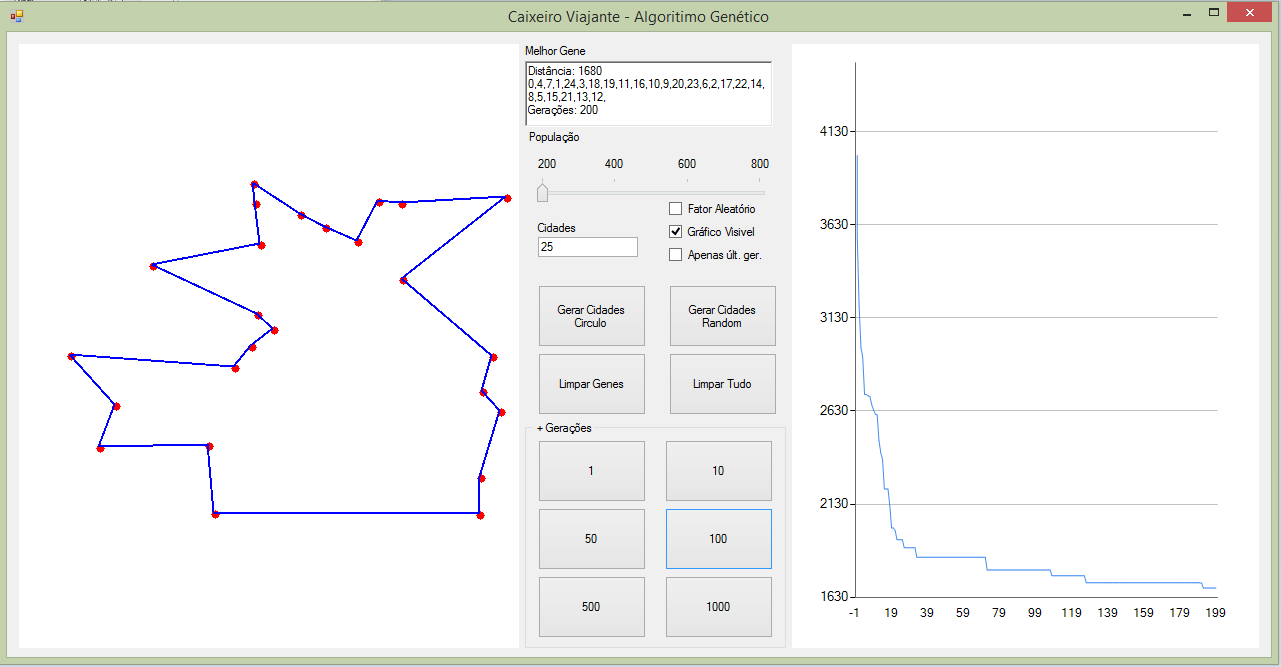 Caixeiro Viajante - Algoritimo Genético
Melhor Gene
Distância: 1680
0,4,7,1,24,3,18,19,11,16,10,9,20,23,6,2,17,22,14,
8,5,15,21,13,12,
Gerações: 200
População
200 400 600 800
Fator Aleatório
Cidades
Gráfico Visivel
25
Apenas últ. ger.
Gerar Cidades
Circulo
Gerar Cidades
Random
Limpar Genes
Limpar Tudo
+ Gerações
1
10
50
100
500
1000
4130
3630
3130
2630
2130
1630
-1 19 39 59 79 99 119 139 159 179 199